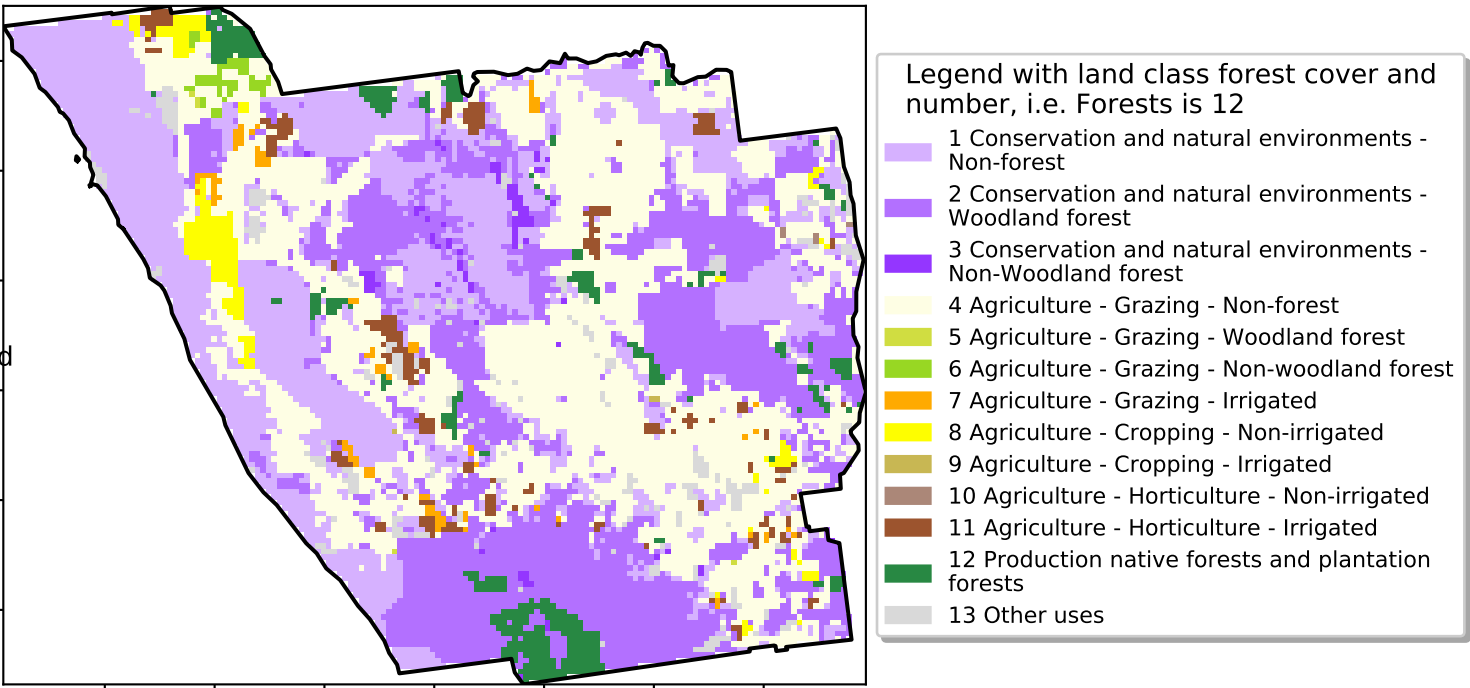 d
Legend with land class forest cover and
number, i.e. Forests is 12
1 Conservation and natural environments -
Non-forest
2 Conservation and natural environments -
Woodland forest
3 Conservation and natural environments -
Non-Woodland forest
4 Agriculture - Grazing - Non-forest
5 Agriculture - Grazing - Woodland forest
6 Agriculture - Grazing - Non-woodland forest
7 Agriculture - Grazing - Irrigated
8 Agriculture - Cropping - Non-irrigated
9 Agriculture - Cropping - Irrigated
10 Agriculture - Horticulture - Non-irrigated
11 Agriculture - Horticulture - Irrigated
12 Production native forests and plantation
forests
13 Other uses